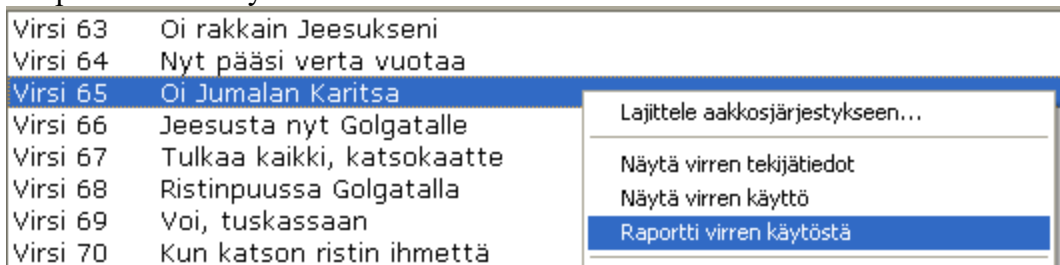 Virsi 63 Oi rakkain Jeesukseni
Virsi 64 Nyt pääsi verta vuotaa
Virsi 65 Oi Jumalan Karitsa
Virsi 66 Jeesusta nyt Golgatalle
Virsi 67 Tulkaa kaikki, katsokaatte
Virsi 68 Ristinpuussa Golgatalla
Virsi 69 Voi, tuskassaan
Virsi 70 Kun katson ristin ihmettä
Lajittele aakkosjärjestykseen...
Näytä virren tekijätiedot
Näytä virren käyttö
Raportti virren käytöstä